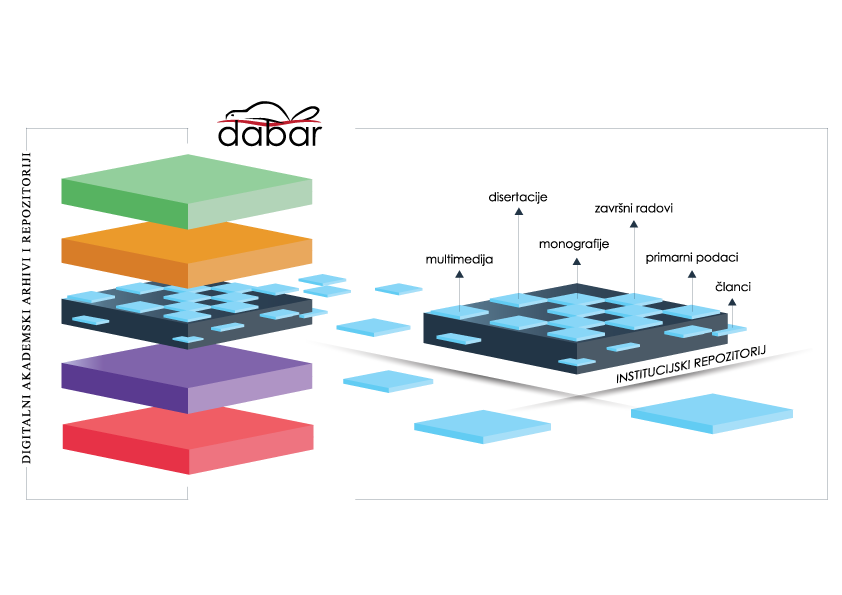 dabar
DIGITALNI AKADEMSKI ARHIVI I REPOZITORIJI
disertacije
završni radovi
monografije
multimedija
primarni podaci
članci
INSTITUCIJSKI REPOZITORIJ